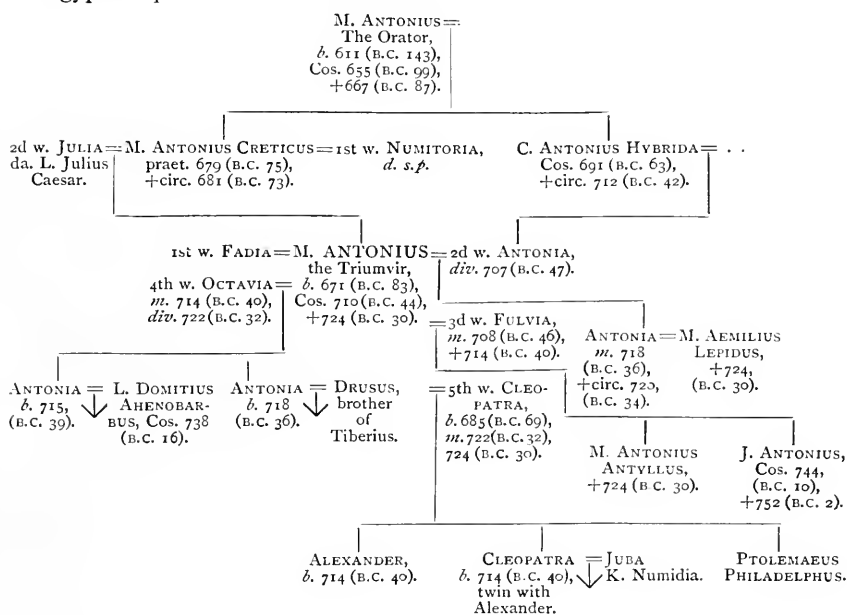 M. ANTONIUS=
The Orator,
b. 611 (B.C. 143),
Cos. 655 (B.C. 99),
+667 (B.C. 87).
2d w. JULIA=M. ANTONIUS CRETICUS=1st w. NUMITORIA,
da. L. Julius
Caesar.
praet. 679 (B.C. 75),
+circ. 681 (B.C. 73).
d. s.p.
C. ANTONIUS HYBRIDA= . .
Cos. 691 (B.C. 63),
+circ. 712 (B.C. 42).
1st w. FADIA=M. ANTONIUS=2d w. ANTONIA,
the Triumvir,
b. 671 (B.C. 83),
Cos. 710 (B.C. 44),
+724 (B.C. 30).
div. 707 (B.C. 47).
4th w. OCTAVIA=
m. 714 (B.C. 40),
div. 722 (B.C. 32).
=3d w. FULVIA,
m. 708 (B.C. 46),
+714 (B.C. 40).
ANTONIA=M. AEMILIUS
m. 718
(B.C. 36),
+circ. 720,
(B.C. 34).
LEPIDUS,
+724,
(B.C. 30).
ANTONIA = L. DOMITIUS
b. 715,
(B.C. 39).
AHENOBAR-
BUS, Cos. 738
(B.C. 16).
ANTONIA = DRUSUS,
b. 718
(B.C. 36).
brother
of
Tiberius.
=5th w. CLEO-
PATRA,
b. 685 (B.C. 69),
m. 722 (B.C. 32),
724 (B.C. 30).
M. ANTONIUS
ANTYLLUS,
+724 (B.C. 30).
J. ANTONIUS,
Cos. 744,
(B.C. 10),
+752 (B.C. 2).
ALEXANDER,
b. 714 (B.C. 40).
CLEOPATRA = JUBA
b. 714 (B.C. 40),
twin with
Alexander.
K. Numidia.
PTOLEMAEUS
PHILADELPHUS.